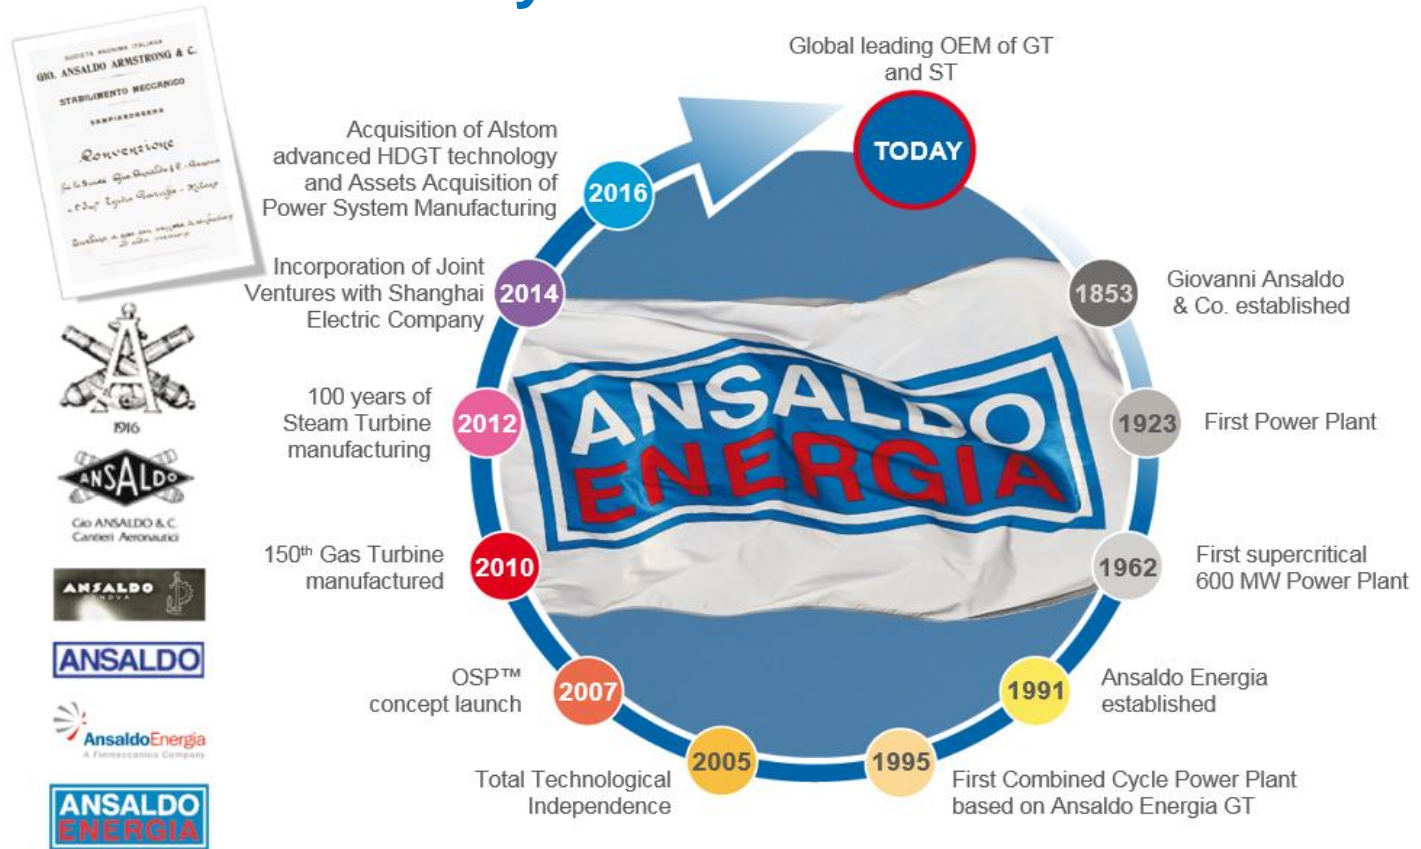 SOCIETÀ ANONIMA ITALIANA
GIO. ANSALDO ARMSTRONG & C.
STABILIMENTO MECCANICO
SAMPIERDARENA
Convenzione
1916
ANSALDO
Gio ANSALDO & C.
Cantieri Aeronautici
ANSALDO
GENOVA
ANSALDO
AnsaldoEnergia
A Finmeccanica Company
ANSALDO
ENERGIA
Global leading OEM of GT
and ST
TODAY
1853
Giovanni Ansaldo
& Co. established
1923
First Power Plant
1962
First supercritical
600 MW Power Plant
1991
Ansaldo Energia
established
1995
First Combined Cycle Power Plant
based on Ansaldo Energia GT
2005
Total Technological
Independence
2007
OSP™
concept launch
2010
150th Gas Turbine
manufactured
2012
100 years of
Steam Turbine
manufacturing
2014
Incorporation of Joint
Ventures with Shanghai
Electric Company
2016
Acquisition of Alstom
advanced HDGT technology
and Assets Acquisition of
Power System Manufacturing
ANSALDO
ENERGIA